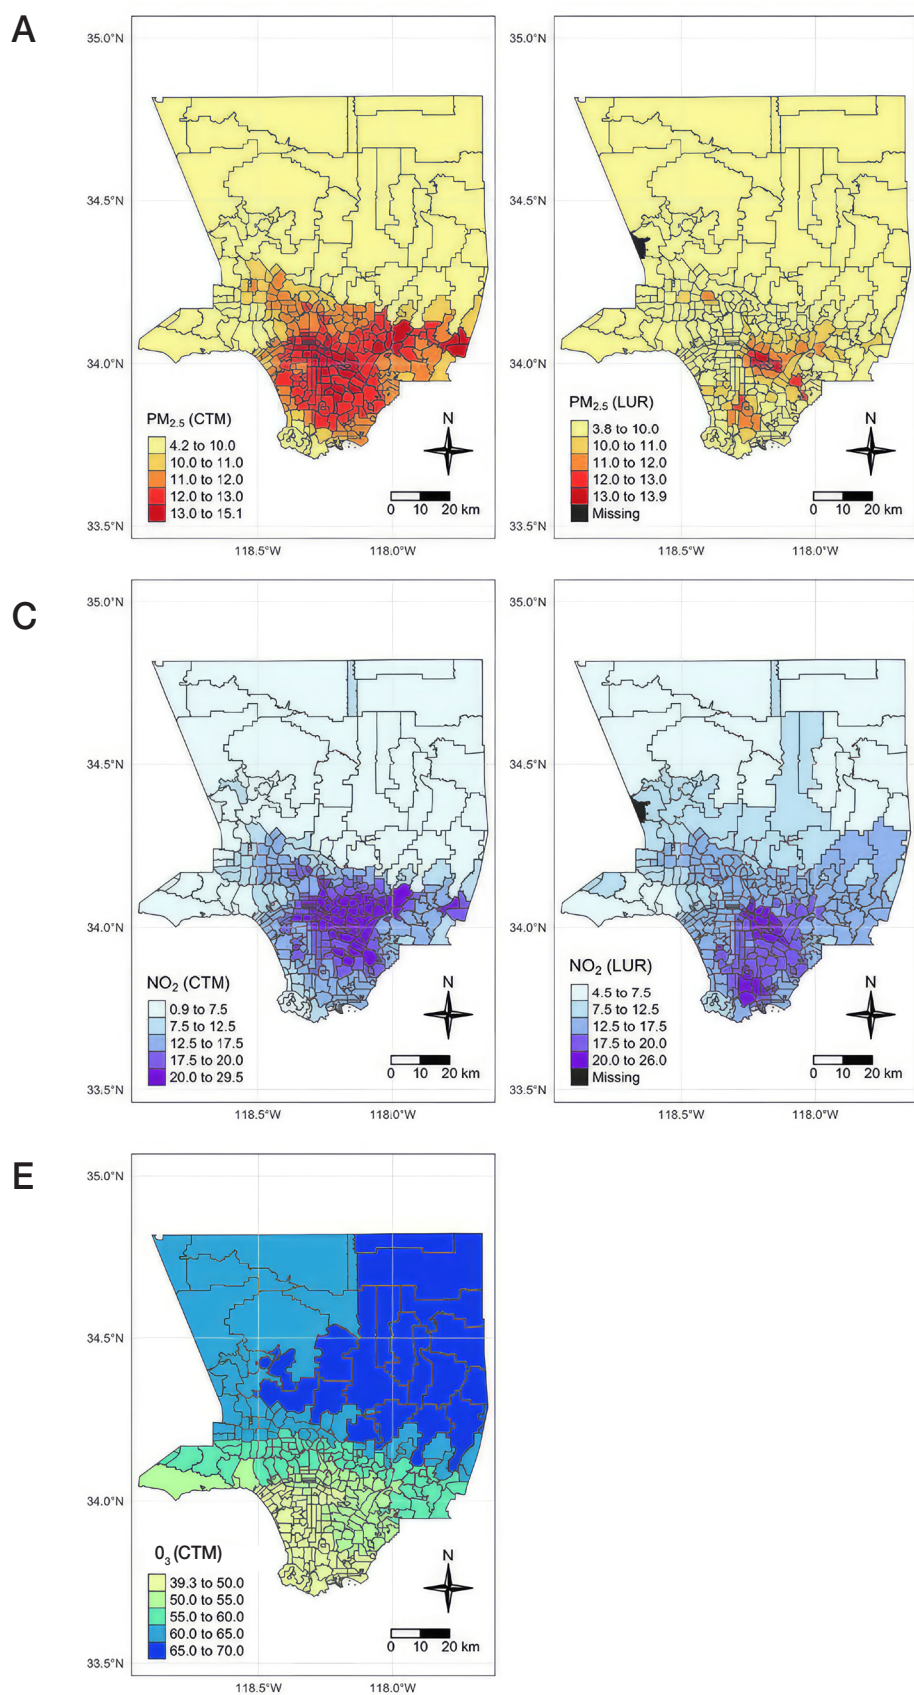 A
35.0°N
34.5°N
34.0°N
33.5°N
PM2.5 (CTM)
4.2 to 10.0
10.0 to 11.0
11.0 to 12.0
12.0 to 13.0
13.0 to 15.1
N
0 10 20 km
118.5°W 118.0°W
35.0°N
34.5°N
34.0°N
33.5°N
PM2.5 (LUR)
3.8 to 10.0
10.0 to 11.0
11.0 to 12.0
12.0 to 13.0
13.0 to 13.9
Missing
N
0 10 20 km
118.5°W 118.0°W
C
35.0°N
34.5°N
34.0°N
33.5°N
NO2 (CTM)
0.9 to 7.5
7.5 to 12.5
12.5 to 17.5
17.5 to 20.0
20.0 to 29.5
N
0 10 20 km
118.5°W 118.0°W
35.0°N
34.5°N
34.0°N
33.5°N
NO2 (LUR)
4.5 to 7.5
7.5 to 12.5
12.5 to 17.5
17.5 to 20.0
20.0 to 26.0
Missing
N
0 10 20 km
118.5°W 118.0°W
E
35.0°N
34.5°N
34.0°N
33.5°N
03 (CTM)
39.3 to 50.0
50.0 to 55.0
55.0 to 60.0
60.0 to 65.0
65.0 to 70.0
N
0 10 20 km
118.5°W 118.0°W